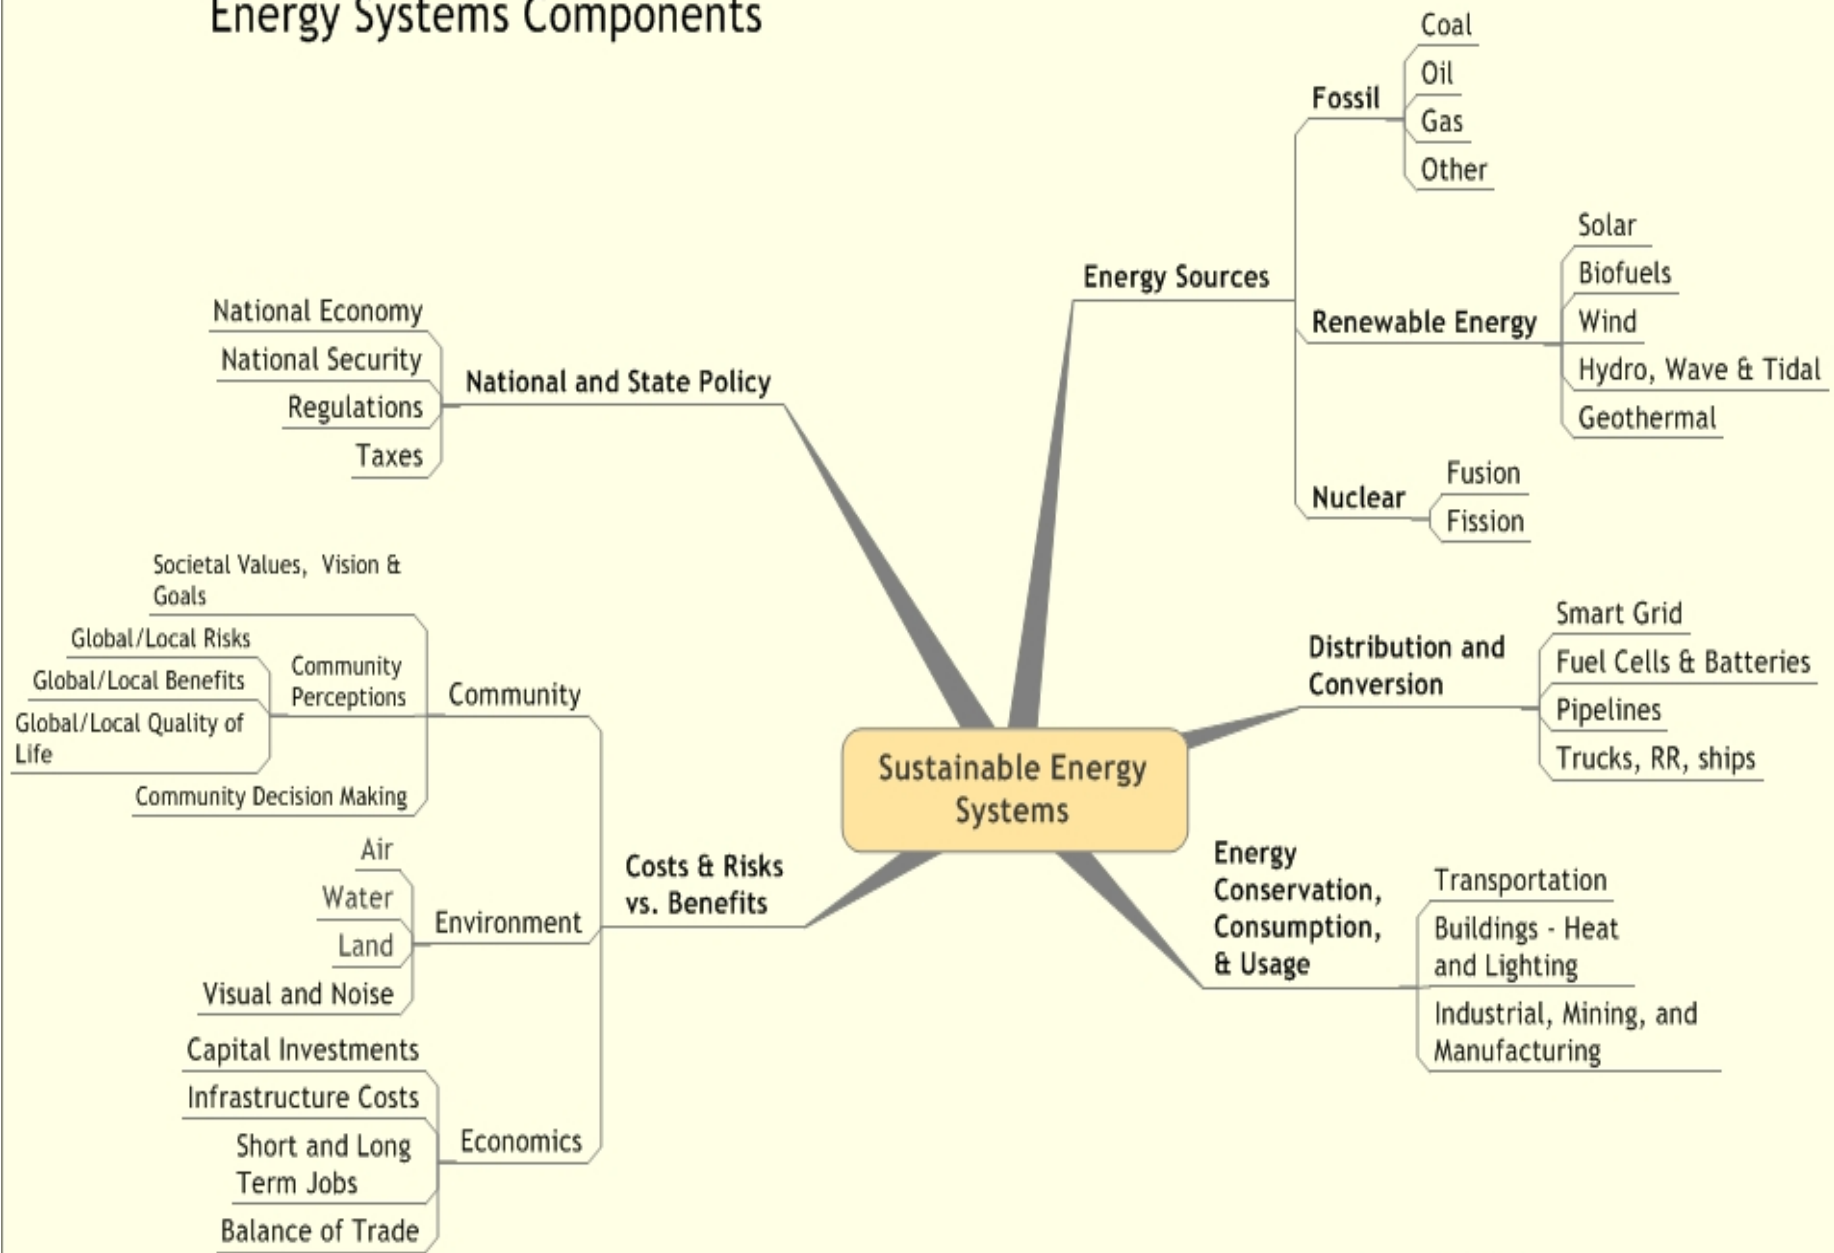 Energy Systems Components
Sustainable Energy
Systems
Energy Sources
Fossil
Coal
Oil
Gas
Other
Renewable Energy
Solar
Biofuels
Wind
Hydro, Wave & Tidal
Geothermal
Nuclear
Fusion
Fission
Distribution and
Conversion
Smart Grid
Fuel Cells & Batteries
Pipelines
Trucks, RR, ships
Energy
Conservation,
Consumption,
& Usage
Transportation
Buildings - Heat
and Lighting
Industrial, Mining, and
Manufacturing
National and State Policy
National Economy
National Security
Regulations
Taxes
Costs & Risks
vs. Benefits
Community
Societal Values,  Vision &
Goals
Community
Perceptions
Global/Local Risks
Global/Local Benefits
Global/Local Quality of
Life
Community Decision Making
Environment
Air
Water
Land
Visual and Noise
Economics
Capital Investments
Infrastructure Costs
Short and Long
Term Jobs
Balance of Trade